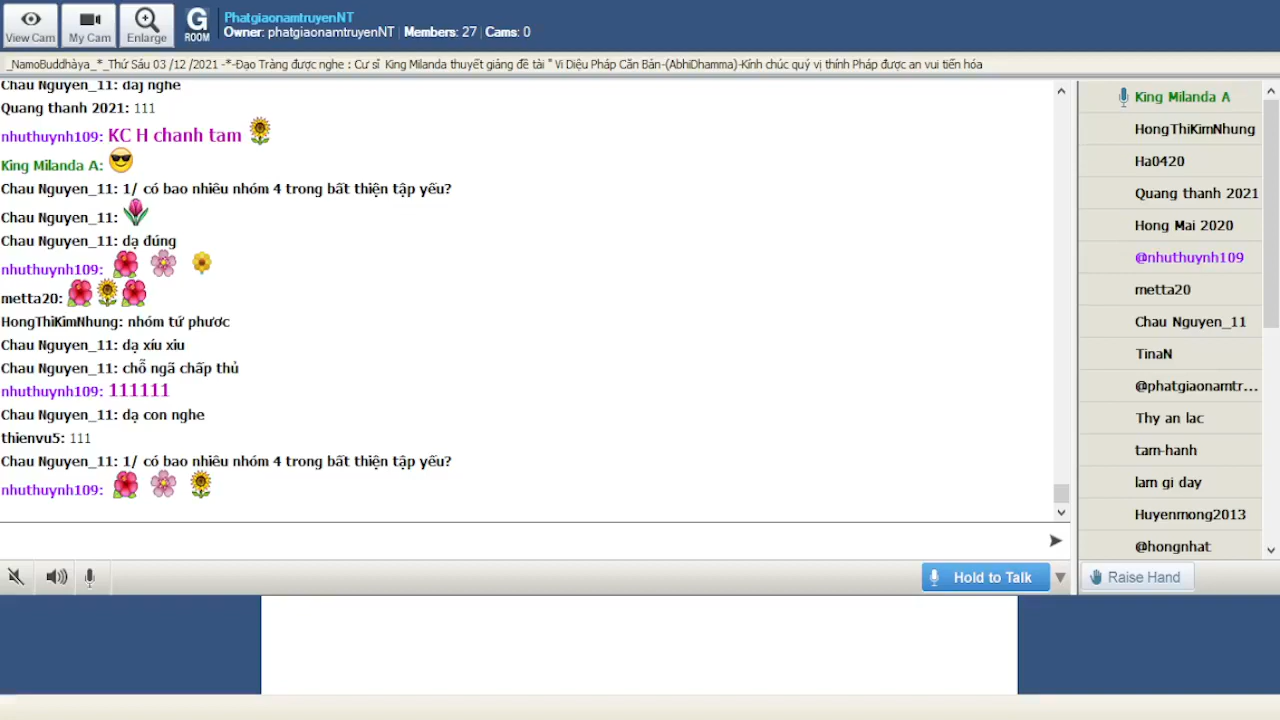 View Cam
My Cam
Enlarge
G
ROOM
PhatgiaonamtruyenNT
Owner: phatgiaonamtruyenNT | Members: 27 | Cams: 0
_NamoBuddhàya_*_Thứ Sáu 03 /12 /2021 -*-Đạo Tràng được nghe : Cư sĩ King Milanda thuyết giảng đề tài " Vi Diệu Pháp Căn Bản-(AbhiDhamma)-Kính chúc quý vị thính Pháp được an vui tiến hóa
Chau Nguyen_11: daj nghe
Quang thanh 2021: 111
nhuthuynh109: KC H chanh tam
King Milanda A:
Chau Nguyen_11: 1/ có bao nhiêu nhóm 4 trong bất thiện tập yếu?
Chau Nguyen_11:
Chau Nguyen_11: dạ đúng
nhuthuynh109:
metta20:
HongThiKimNhung: nhóm tứ phươc
Chau Nguyen_11: dạ xíu xiu
Chau Nguyen_11: chỗ ngã chấp thủ
nhuthuynh109: 111111
Chau Nguyen_11: dạ con nghe
thienvu5: 111
Chau Nguyen_11: 1/ có bao nhiêu nhóm 4 trong bất thiện tập yếu?
nhuthuynh109:
King Milanda A
HongThiKimNhung
Ha0420
Quang thanh 2021
Hong Mai 2020
@nhuthuynh109
metta20
Chau Nguyen_11
TinaN
@phatgiaonamtr...
Thy an lac
tam-hanh
lam gi day
Huyenmong2013
@hongnhat
Hold to Talk
Raise Hand